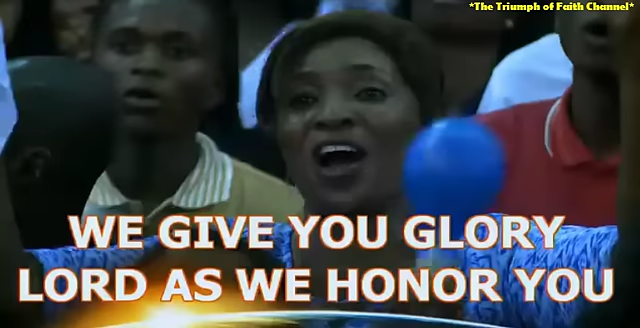 *The Triumph of Faith Channel*
WE GIVE YOU GLORY
LORD AS WE HONOR YOU